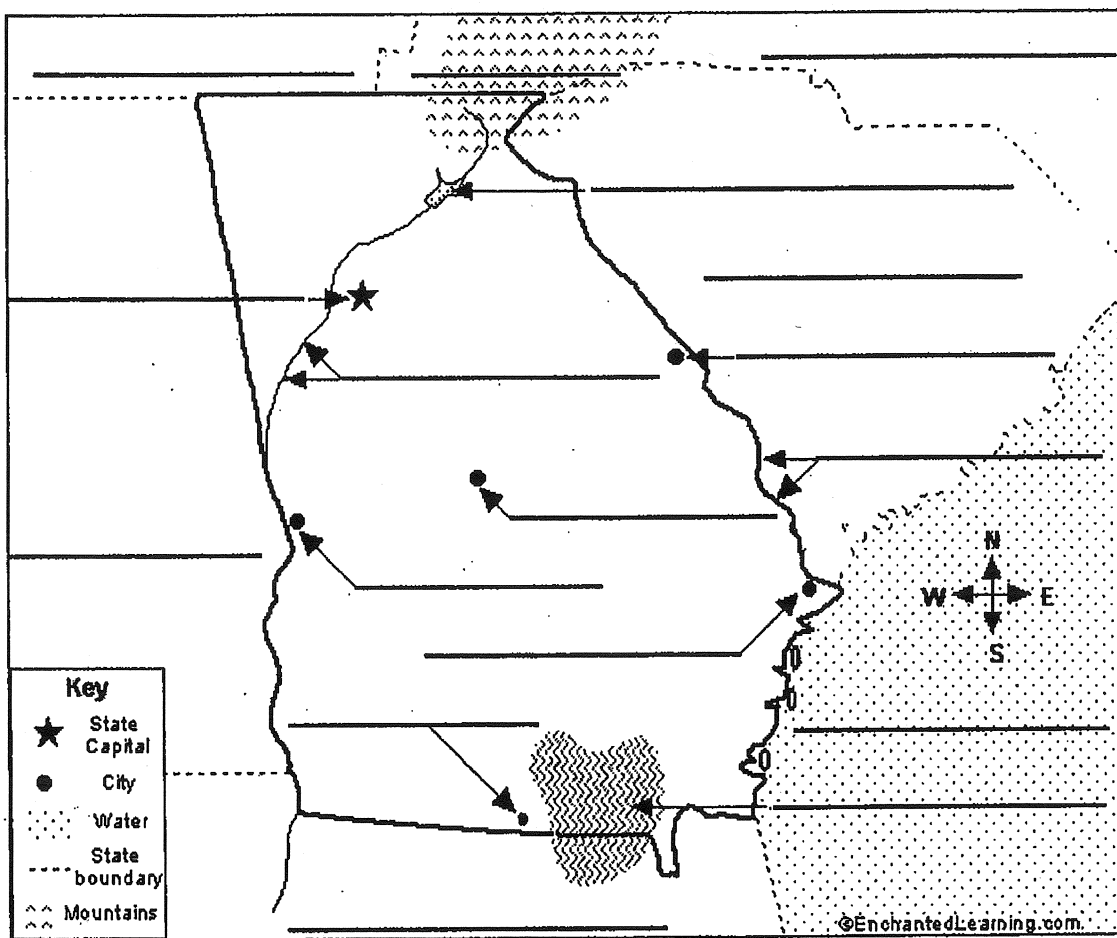 N
W E
S
Key
State
Capital
City
Water
State
boundary
Mountains
©EnchantedLearning.com